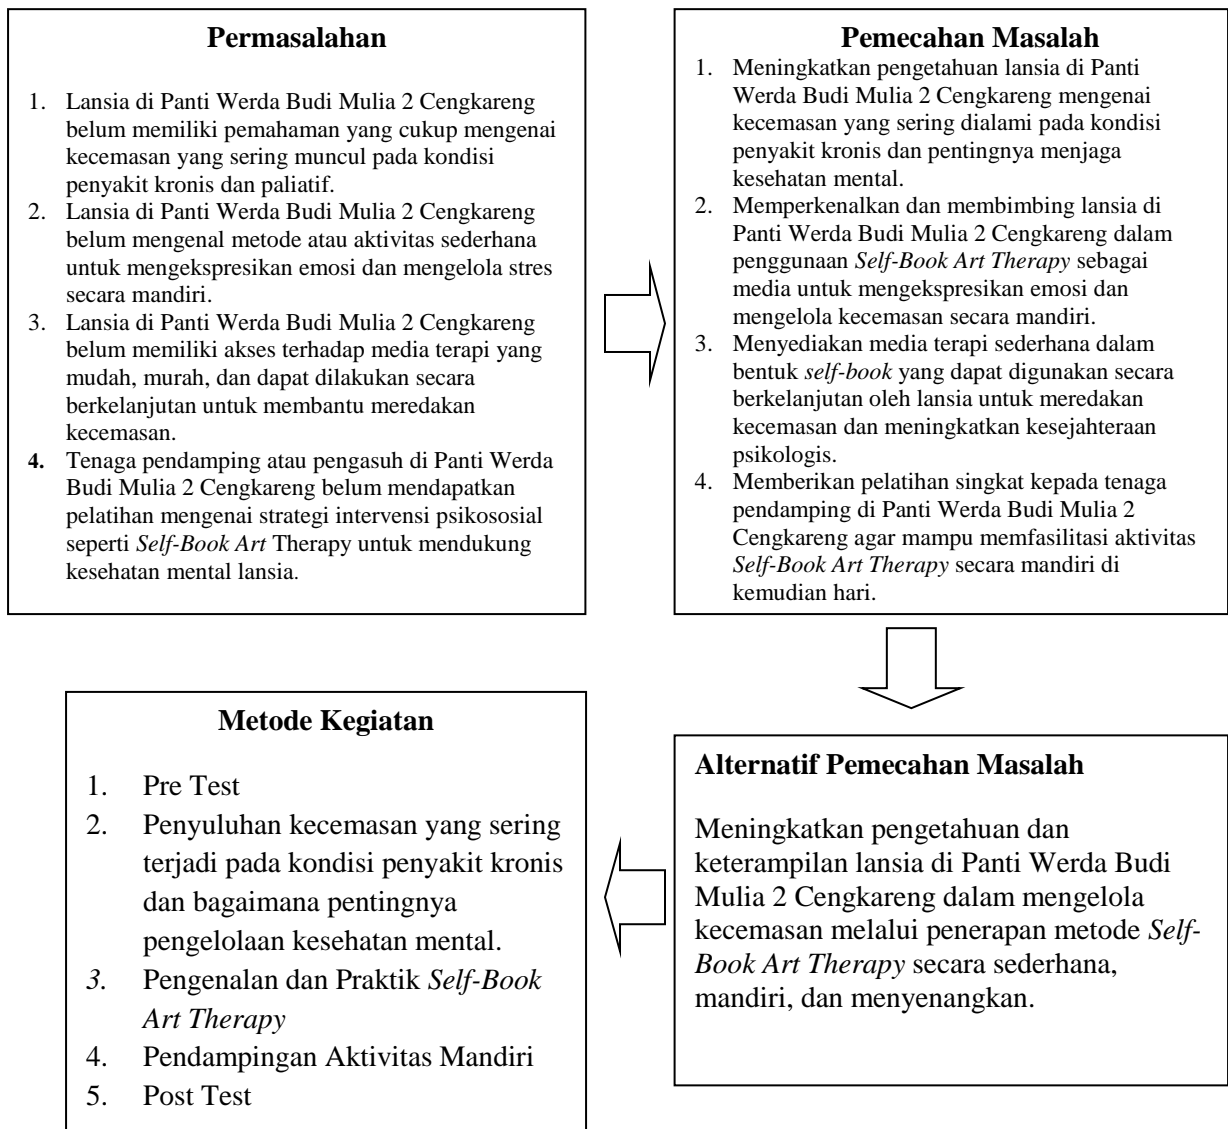 Permasalahan
1. Lansia di Panti Werda Budi Mulia 2 Cengkareng
belum memiliki pemahaman yang cukup mengenai
kecemasan yang sering muncul pada kondisi
penyakit kronis dan paliatif.
2. Lansia di Panti Werda Budi Mulia 2 Cengkareng
belum mengenal metode atau aktivitas sederhana
untuk mengekspresikan emosi dan mengelola stres
secara mandiri.
3. Lansia di Panti Werda Budi Mulia 2 Cengkareng
belum memiliki akses terhadap media terapi yang
mudah, murah, dan dapat dilakukan secara
berkelanjutan untuk membantu meredakan
kecemasan.
4. Tenaga pendamping atau pengasuh di Panti Werda
Budi Mulia 2 Cengkareng belum mendapatkan
pelatihan mengenai strategi intervensi psikososial
seperti Self-Book Art Therapy untuk mendukung
kesehatan mental lansia.
Pemecahan Masalah
1. Meningkatkan pengetahuan lansia di Panti
Werda Budi Mulia 2 Cengkareng mengenai
kecemasan yang sering dialami pada kondisi
penyakit kronis dan pentingnya menjaga
kesehatan mental.
2. Memperkenalkan dan membimbing lansia di
Panti Werda Budi Mulia 2 Cengkareng dalam
penggunaan Self-Book Art Therapy sebagai
media untuk mengekspresikan emosi dan
mengelola kecemasan secara mandiri.
3. Menyediakan media terapi sederhana dalam
bentuk self-book yang dapat digunakan secara
berkelanjutan oleh lansia untuk meredakan
kecemasan dan meningkatkan kesejahteraan
psikologis.
4. Memberikan pelatihan singkat kepada tenaga
pendamping di Panti Werda Budi Mulia 2
Cengkareng agar mampu memfasilitasi aktivitas
Self-Book Art Therapy secara mandiri di
kemudian hari.
Alternatif Pemecahan Masalah
Meningkatkan pengetahuan dan
keterampilan lansia di Panti Werda Budi
Mulia 2 Cengkareng dalam mengelola
kecemasan melalui penerapan metode Self-
Book Art Therapy secara sederhana,
mandiri, dan menyenangkan.
Metode Kegiatan
1. Pre Test
2. Penyuluhan kecemasan yang sering
terjadi pada kondisi penyakit kronis
dan bagaimana pentingnya
pengelolaan kesehatan mental.
3. Pengenalan dan Praktik Self-Book
Art Therapy
4. Pendampingan Aktivitas Mandiri
5. Post Test